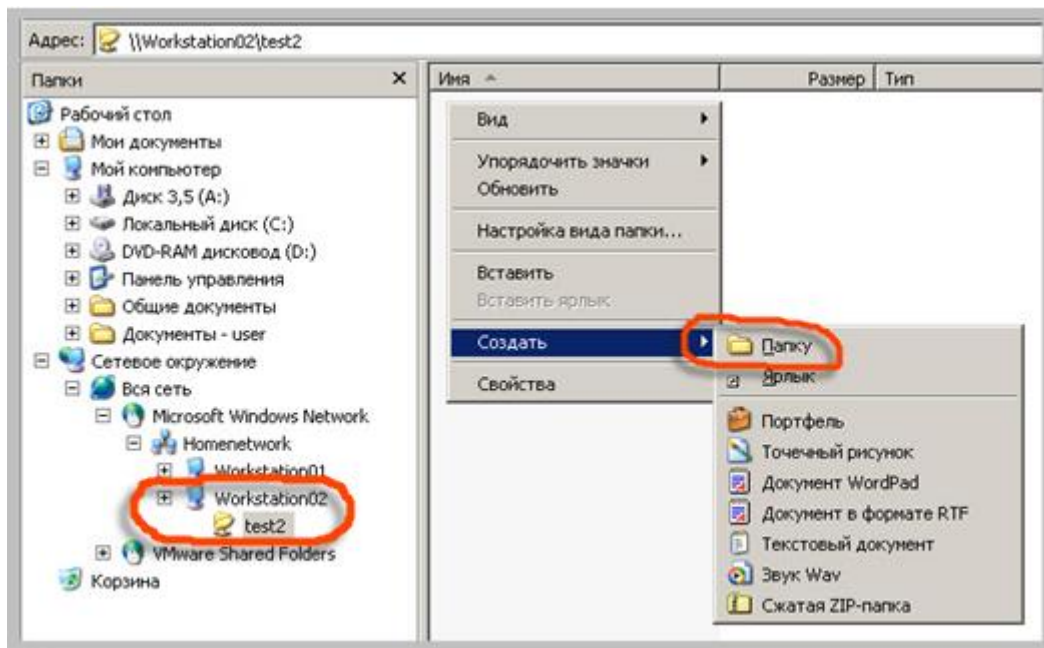 Адрес: \\Workstation02\test2
Папки
Рабочий стол
Мои документы
Мой компьютер
Диск 3,5 (A:)
Локальный диск (C:)
DVD-RAM дисковод (D:)
Панель управления
Общие документы
Документы - user
Сетевое окружение
Вся сеть
Microsoft Windows Network
Homenetwork
Workstation01
Workstation02
test2
VMware Shared Folders
Корзина
Имя Размер Тип
Вид
Упорядочить значки
Обновить
Настройка вида папки...
Вставить
Вставить ярлык
Создать
Свойства
Папку
Ярлык
Портфель
Точечный рисунок
Документ WordPad
Документ в формате RTF
Текстовый документ
Звук Wav
Сжатая ZIP-папка